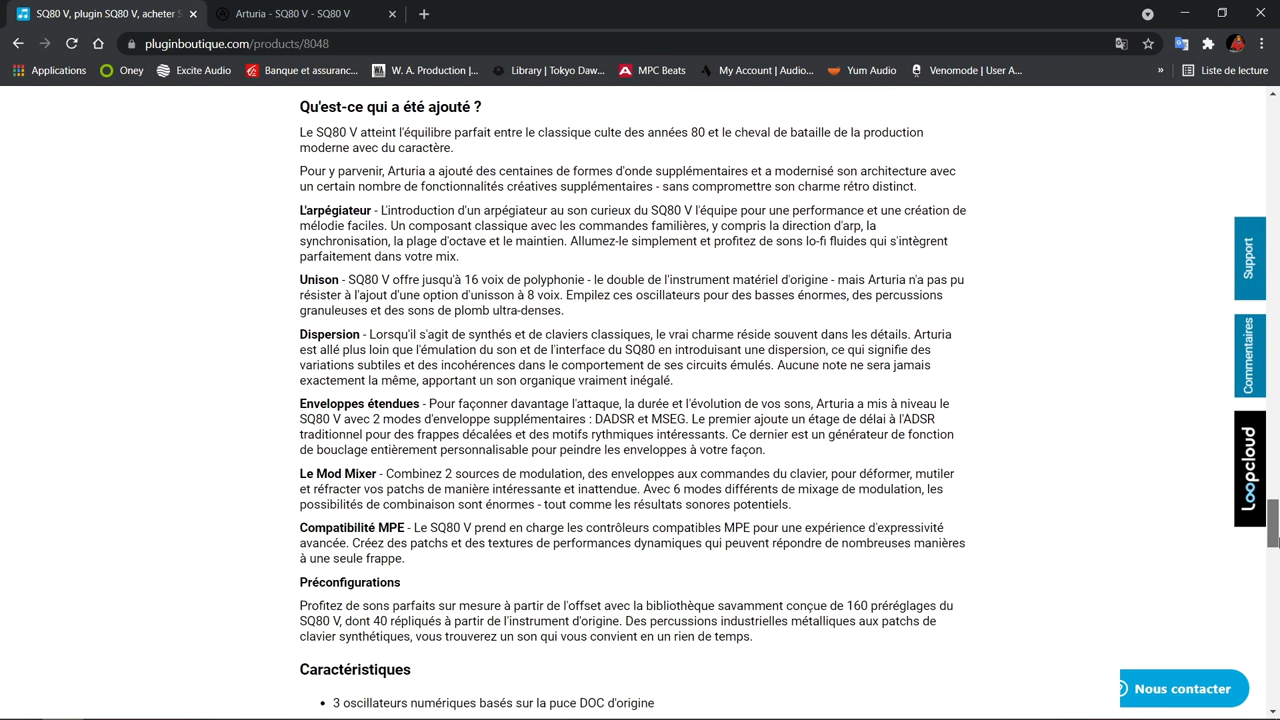 SQ80 V, plugin SQ80 V, acheter S
Arturia - SQ80 V - SQ80 V
pluginboutique.com/products/8048
Applications
Oney
Excite Audio
Banque et assuranc...
W. A. Production |...
Library | Tokyo Daw...
MPC Beats
My Account | Audio...
Yum Audio
Venomode | User A...
»
Liste de lecture
Qu'est-ce qui a été ajouté ?
Le SQ80 V atteint l'équilibre parfait entre le classique culte des années 80 et le cheval de bataille de la production
moderne avec du caractère.
Pour y parvenir, Arturia a ajouté des centaines de formes d'onde supplémentaires et a modernisé son architecture avec
un certain nombre de fonctionnalités créatives supplémentaires - sans compromettre son charme rétro distinct.
L'arpégiateur - L'introduction d'un arpégiateur au son curieux du SQ80 V l'équipe pour une performance et une création de
mélodie faciles. Un composant classique avec les commandes familières, y compris la direction d'arp, la
synchronisation, la plage d'octave et le maintien. Allumez-le simplement et profitez de sons lo-fi fluides qui s'intègrent
parfaitement dans votre mix.
Unison - SQ80 V offre jusqu'à 16 voix de polyphonie - le double de l'instrument matériel d'origine - mais Arturia n'a pas pu
résister à l'ajout d'une option d'unisson à 8 voix. Empilez ces oscillateurs pour des basses énormes, des percussions
granuleuses et des sons de plomb ultra-denses.
Dispersion - Lorsqu'il s'agit de synthés et de claviers classiques, le vrai charme réside souvent dans les détails. Arturia
est allé plus loin que l'émulation du son et de l'interface du SQ80 en introduisant une dispersion, ce qui signifie des
variations subtiles et des incohérences dans le comportement de ses circuits émulés. Aucune note ne sera jamais
exactement la même, apportant un son organique vraiment inégalé.
Enveloppes étendues - Pour façonner davantage l'attaque, la durée et l'évolution de vos sons, Arturia a mis à niveau le
SQ80 V avec 2 modes d'enveloppe supplémentaires : DADSR et MSEG. Le premier ajoute un étage de délai à l'ADSR
traditionnel pour des frappes décalées et des motifs rythmiques intéressants. Ce dernier est un générateur de fonction
de bouclage entièrement personnalisable pour peindre les enveloppes à votre façon.
Le Mod Mixer - Combinez 2 sources de modulation, des enveloppes aux commandes du clavier, pour déformer, mutiler
et réfracter vos patchs de manière intéressante et inattendue. Avec 6 modes différents de mixage de modulation, les
possibilités de combinaison sont énormes - tout comme les résultats sonores potentiels.
Compatibilité MPE - Le SQ80 V prend en charge les contrôleurs compatibles MPE pour une expérience d'expressivité
avancée. Créez des patchs et des textures de performances dynamiques qui peuvent répondre de nombreuses manières
à une seule frappe.
Préconfigurations
Profitez de sons parfaits sur mesure à partir de l'offset avec la bibliothèque savamment conçue de 160 préréglages du
SQ80 V, dont 40 répliqués à partir de l'instrument d'origine. Des percussions industrielles métalliques aux patchs de
clavier synthétiques, vous trouverez un son qui vous convient en un rien de temps.
Caractéristiques
• 3 oscillateurs numériques basés sur la puce DOC d'origine
Support
Commentaires
loopcloud
Nous contacter